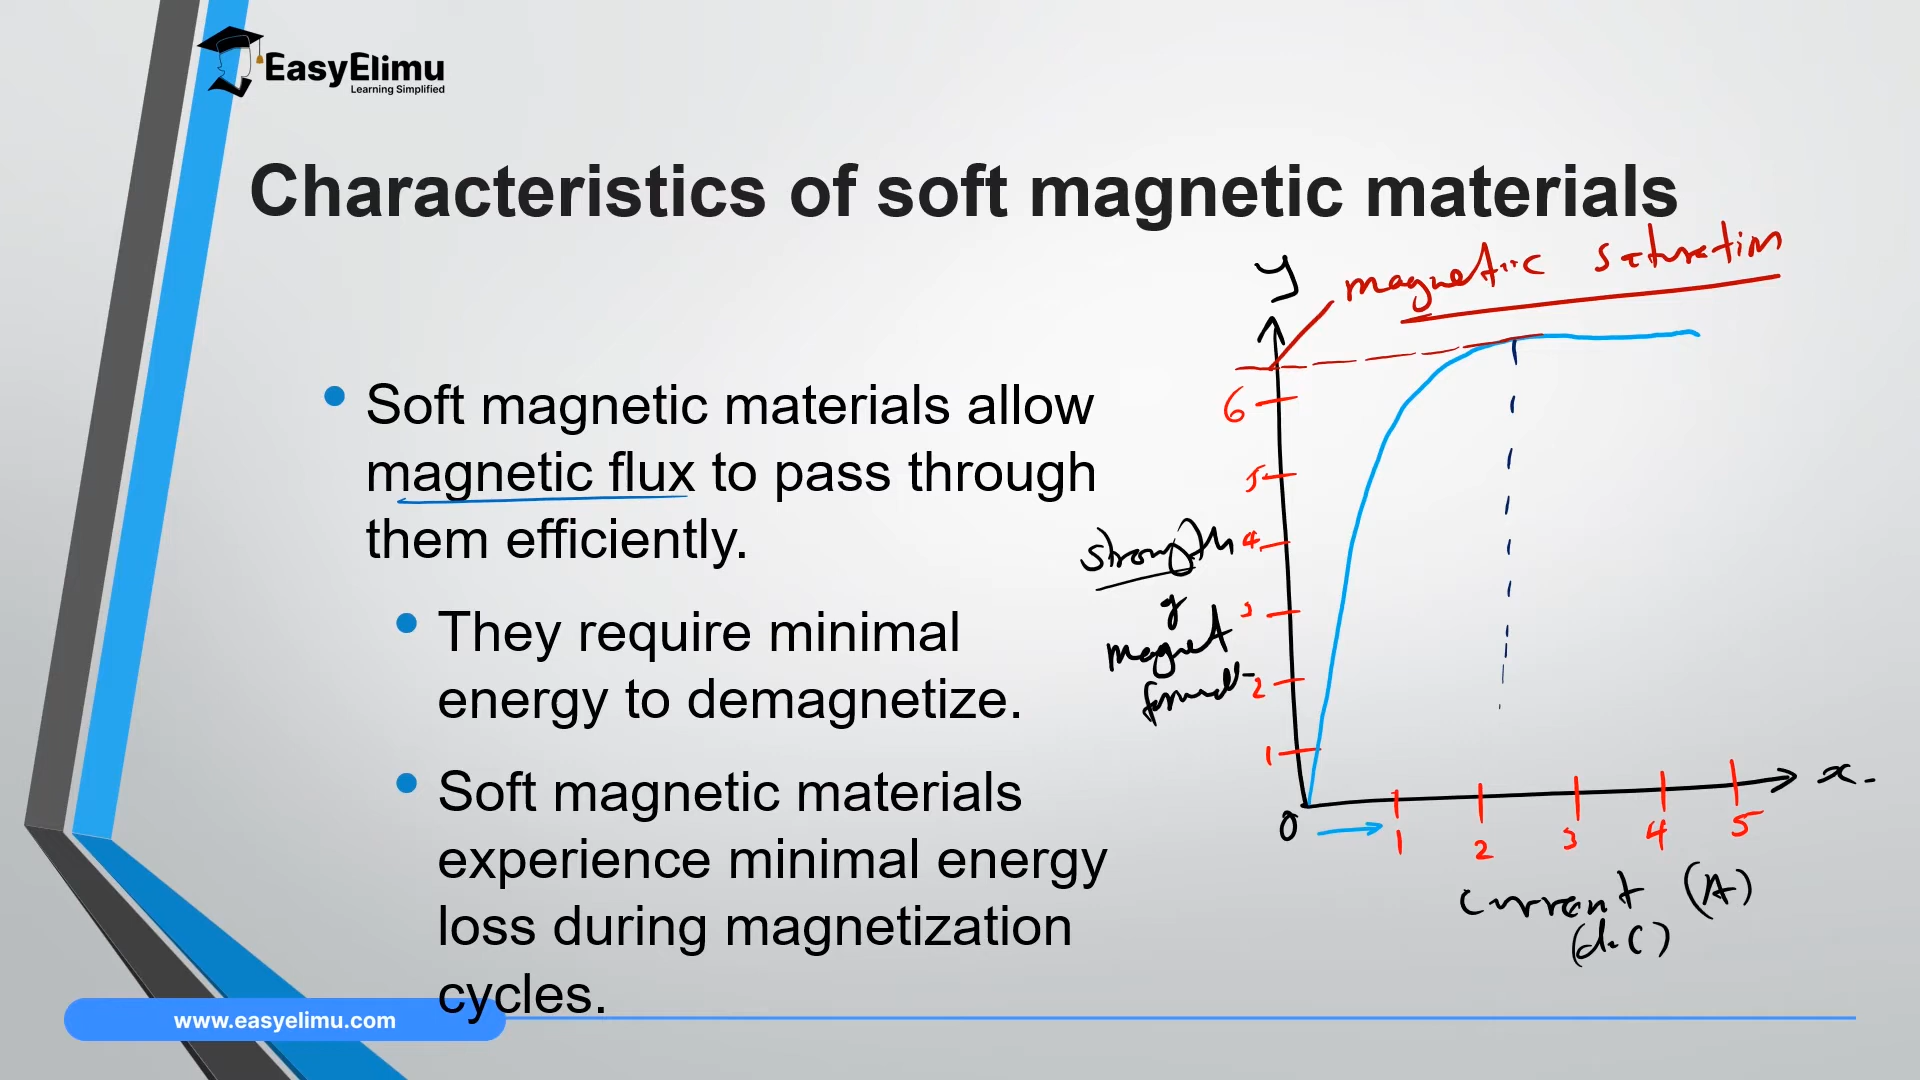 EasyElimu
Learning Simplified
Characteristics of soft magnetic materials
Soft magnetic materials allow
magnetic flux to pass through
them efficiently.
They require minimal
energy to demagnetize.
Soft magnetic materials
experience minimal energy
loss during magnetization
cycles.
www.easyelimu.com
y
magnetic saturation
6
5
4
3
2
1
0
strength
of
magnet
formed
1 2 3 4 5
x
current (A)
(d.c)